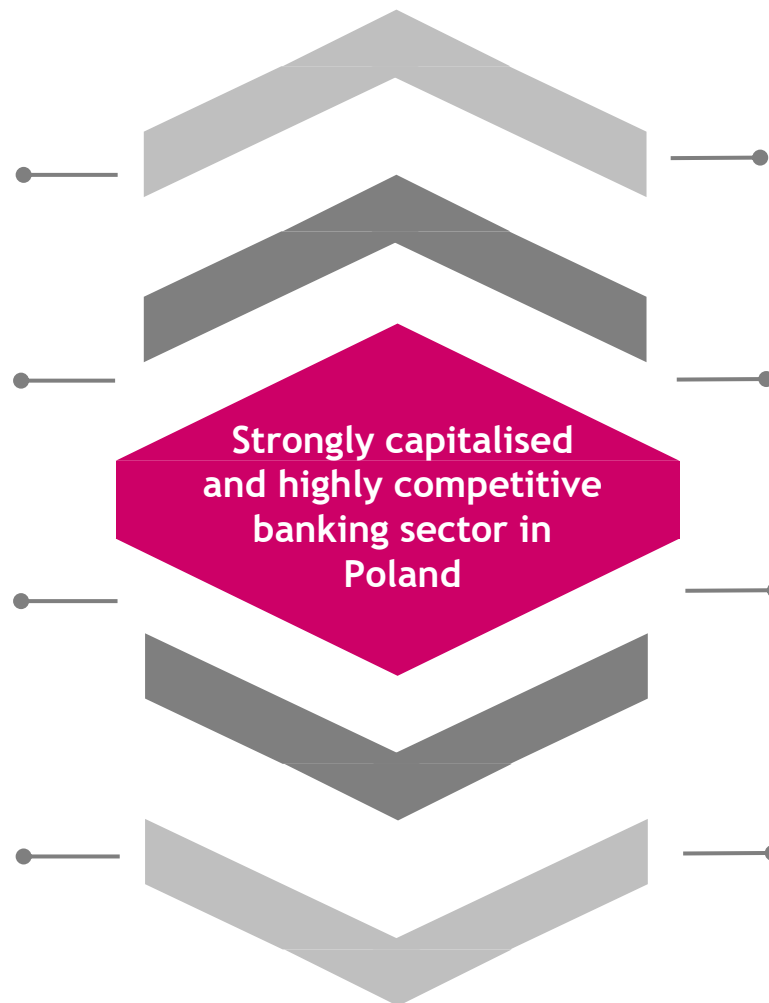 Strongly capitalised
and highly competitive
banking sector in
Poland